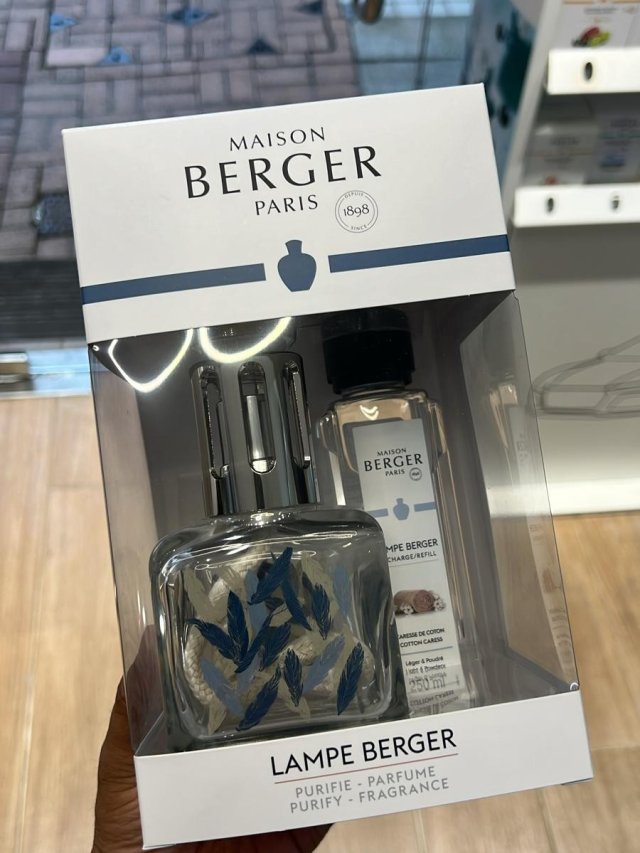 MAISON
BERGER
PARIS
DEPUIS
1898
SINCE
MAISON
BERGER
PARIS
MPE BERGER
CHARGE/REFILL
CARESSE DE COTON
COTTON CARESS
Léger & Poudré
250 ml
LAMPE BERGER
PURIFIE - PARFUME
PURIFY - FRAGRANCE